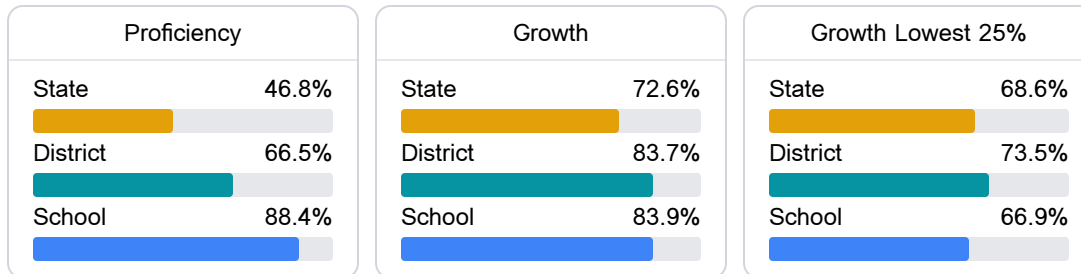 Proficiency
State 46.8%
District 66.5%
School 88.4%
Growth
State 72.6%
District 83.7%
School 83.9%
Growth Lowest 25%
State 68.6%
District 73.5%
School 66.9%